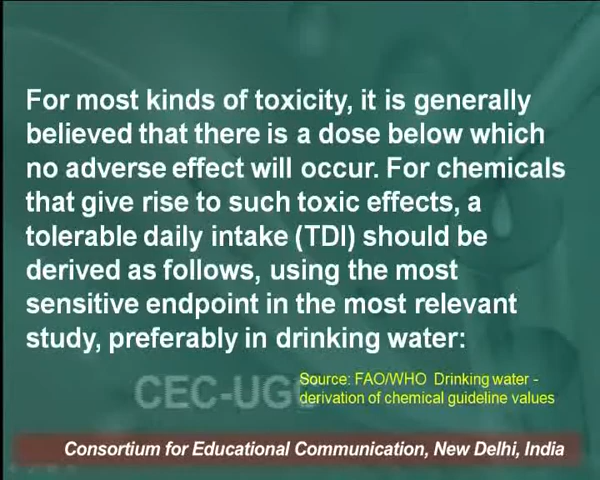 For most kinds of toxicity, it is generally
believed that there is a dose below which
no adverse effect will occur. For chemicals
that give rise to such toxic effects, a
tolerable daily intake (TDI) should be
derived as follows, using the most
sensitive endpoint in the most relevant
study, preferably in drinking water:
Source: FAO/WHO Drinking water -
derivation of chemical guideline values
CEC-UGC
Consortium for Educational Communication, New Delhi, India